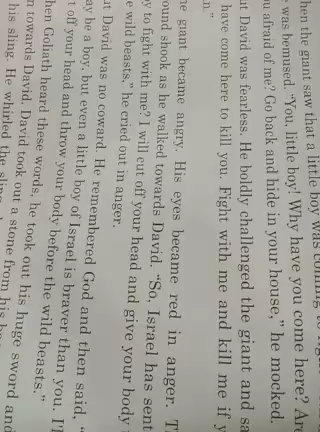 hen the giant saw that a little boy was coming to
was bemused. “You, little boy! Why have you come here? Are
u afraid of me? Go back and hide in your house,” he mocked.
ut David was fearless. He boldly challenged the giant and sa
have come here to kill you. Fight with me and kill me if y
n.”
he giant became angry. His eyes became red in anger. T
ound shook as he walked towards David. “So, Israel has sent
y to fight with me? I will cut off your head and give your body
e wild beasts,” he cried out in anger.
ut David was no coward. He remembered God and then said, “
ay be a boy, but even a little boy of Israel is braver than you. I'l
t off your head and throw your body before the wild beasts.”
hen Goliath heard these words, he took out his huge sword and
n towards David. David took out a stone from his
his sling. He whirled the sling